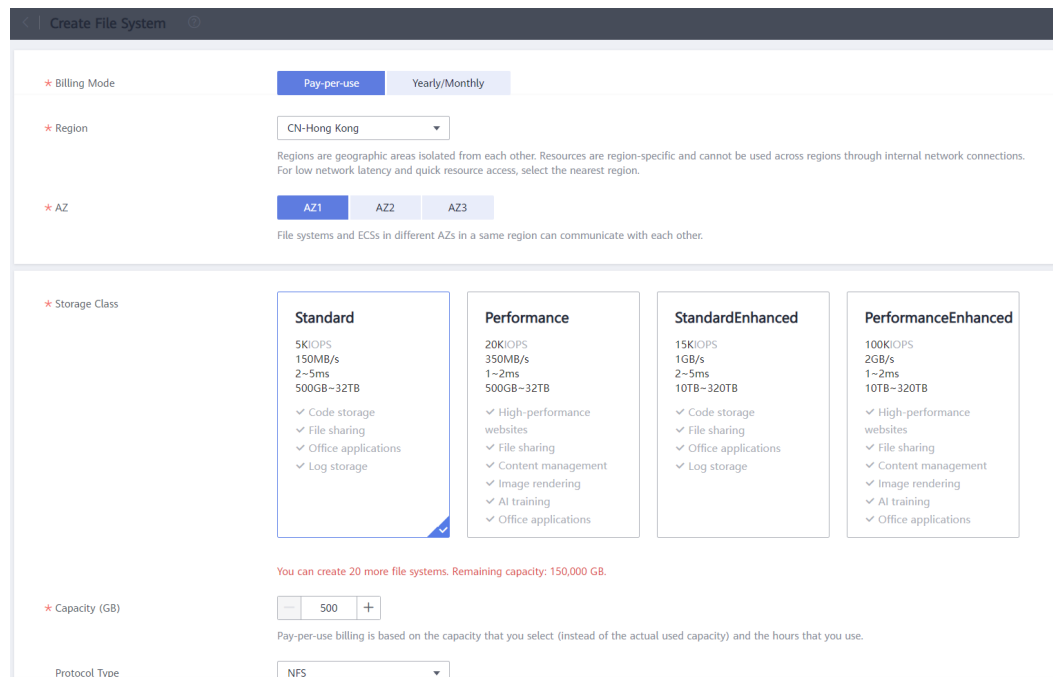 Create File System
* Billing Mode
Pay-per-use Yearly/Monthly
* Region
CN-Hong Kong
Regions are geographic areas isolated from each other. Resources are region-specific and cannot be used across regions through internal network connections.
For low network latency and quick resource access, select the nearest region.
* AZ
AZ1 AZ2 AZ3
File systems and ECSs in different AZs in a same region can communicate with each other.
* Storage Class
Standard
5KIOPS
150MB/s
2~5ms
500GB~32TB
Code storage
File sharing
Office applications
Log storage
Performance
20KIOPS
350MB/s
1~2ms
500GB~32TB
High-performance
websites
File sharing
Content management
Image rendering
AI training
Office applications
StandardEnhanced
15KIOPS
1GB/s
2~5ms
10TB~320TB
Code storage
File sharing
Office applications
Log storage
PerformanceEnhanced
100KIOPS
2GB/s
1~2ms
10TB~320TB
High-performance
websites
File sharing
Content management
Image rendering
AI training
Office applications
You can create 20 more file systems. Remaining capacity: 150,000 GB.
* Capacity (GB)
500
Pay-per-use billing is based on the capacity that you select (instead of the actual used capacity) and the hours that you use.
Protocol Type
NFS